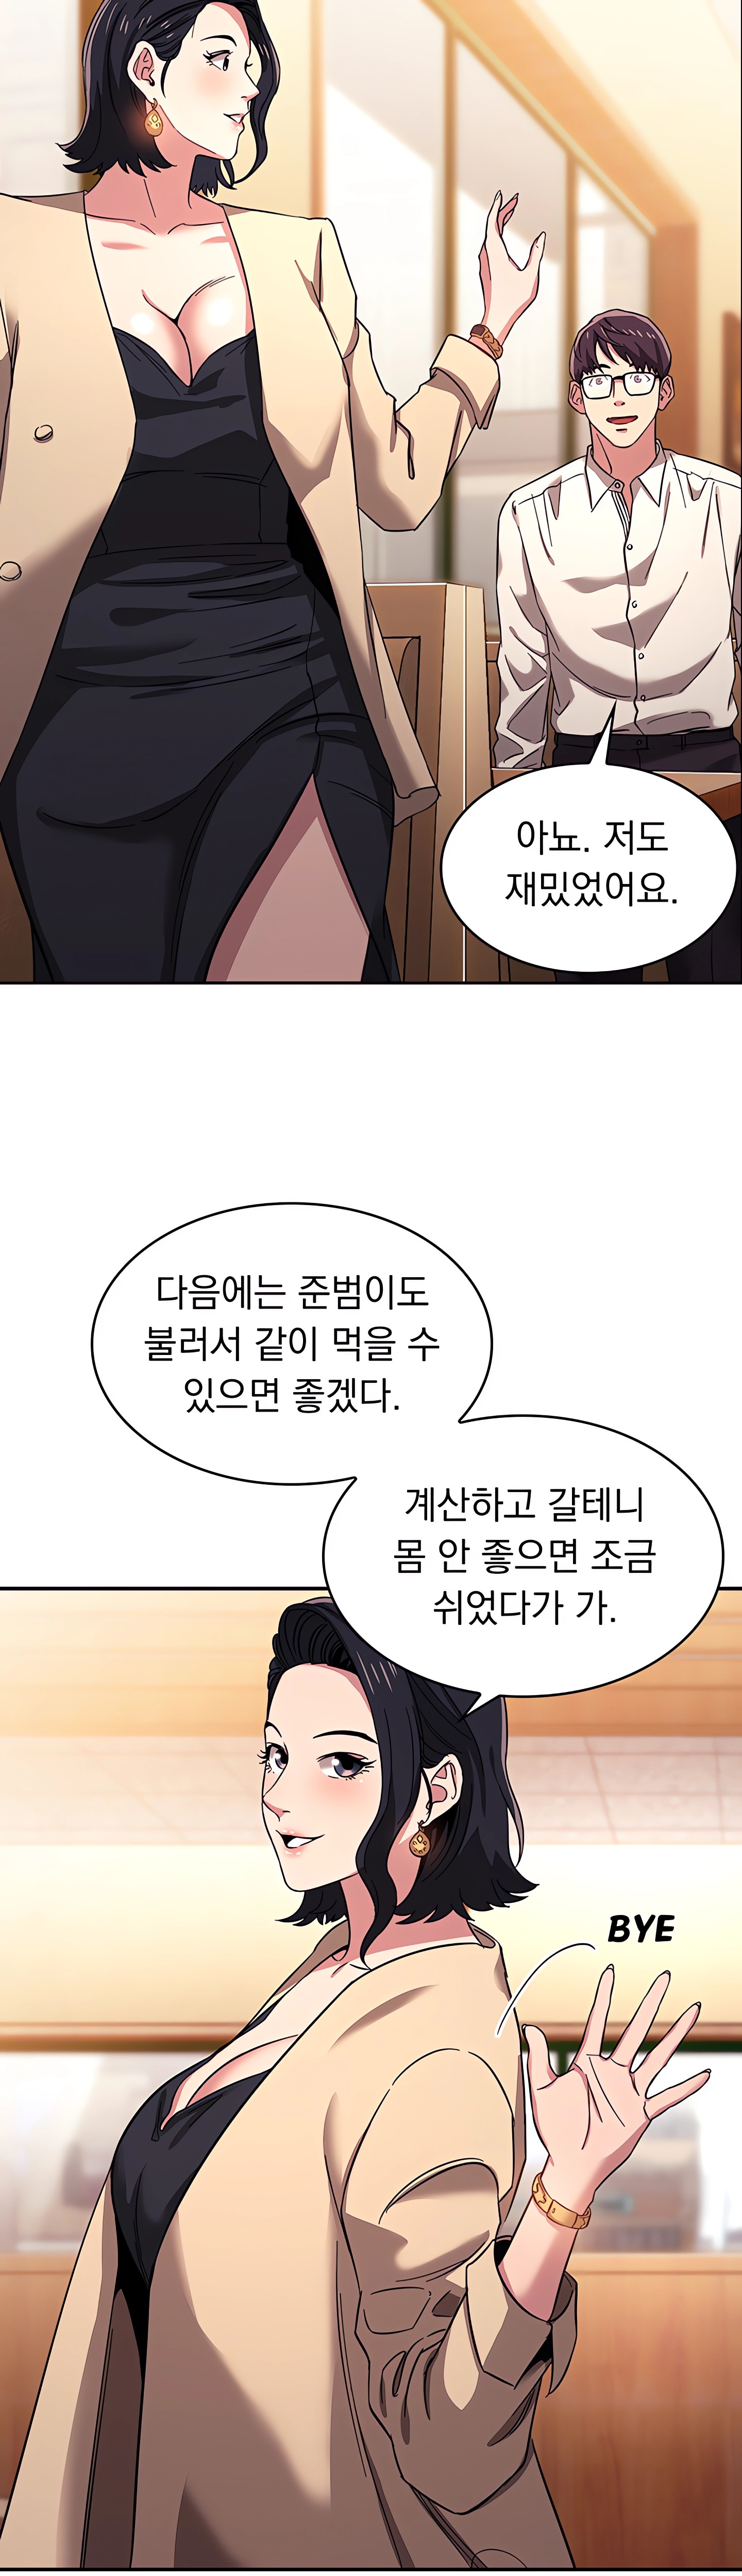 아뇨. 저도
재밌었어요.
다음에는 준범이도
불러서 같이 먹을 수
있으면 좋겠다.
계산하고 갈테니
몸 안 좋으면 조금
쉬었다가 가.
BYE